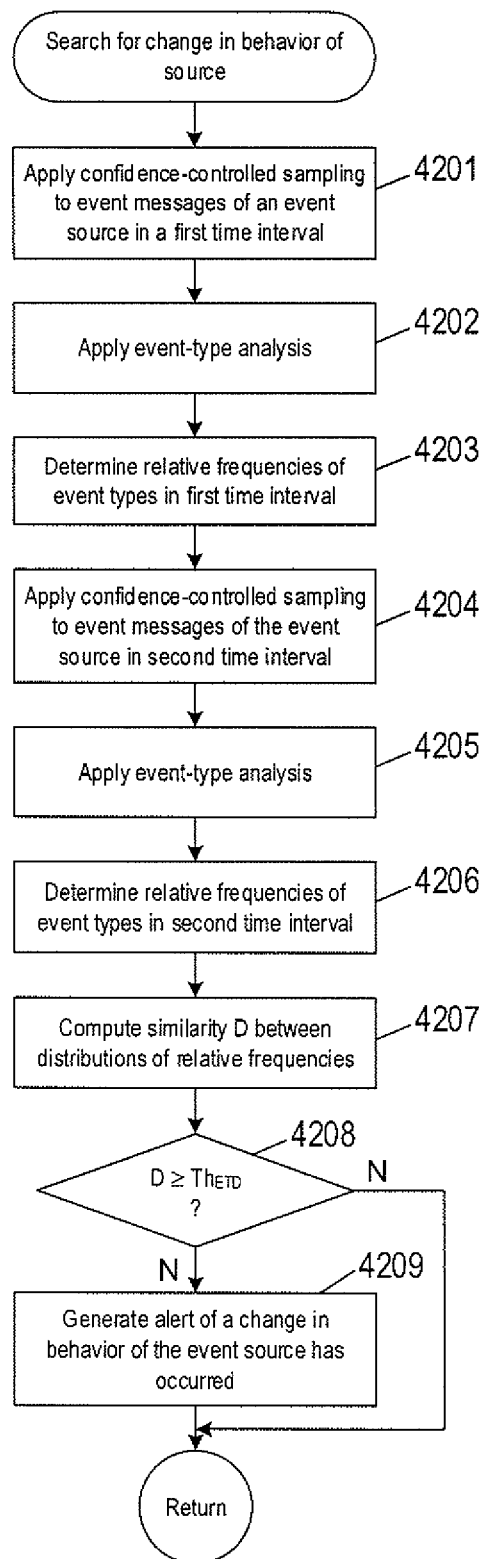 Search for change in behavior of
source
Apply confidence-controlled sampling
to event messages of an event
source in a first time interval
4201
Apply event-type analysis
4202
Determine relative frequencies of
event types in first time interval
4203
Apply confidence-controlled sampling
to event messages of the event
source in second time interval
4204
Apply event-type analysis
4205
Determine relative frequencies of
event types in second time interval
4206
Compute similarity D between
distributions of relative frequencies
4207
4208
D ≥ ThETD
?
N
N
4209
Generate alert of a change in
behavior of the event source has
occurred
Return